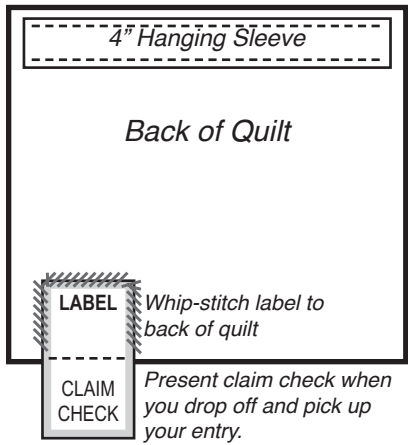 4” Hanging Sleeve
Back of Quilt
LABEL
Whip-stitch label to
back of quilt
CLAIM
CHECK
Present claim check when
you drop off and pick up
your entry.